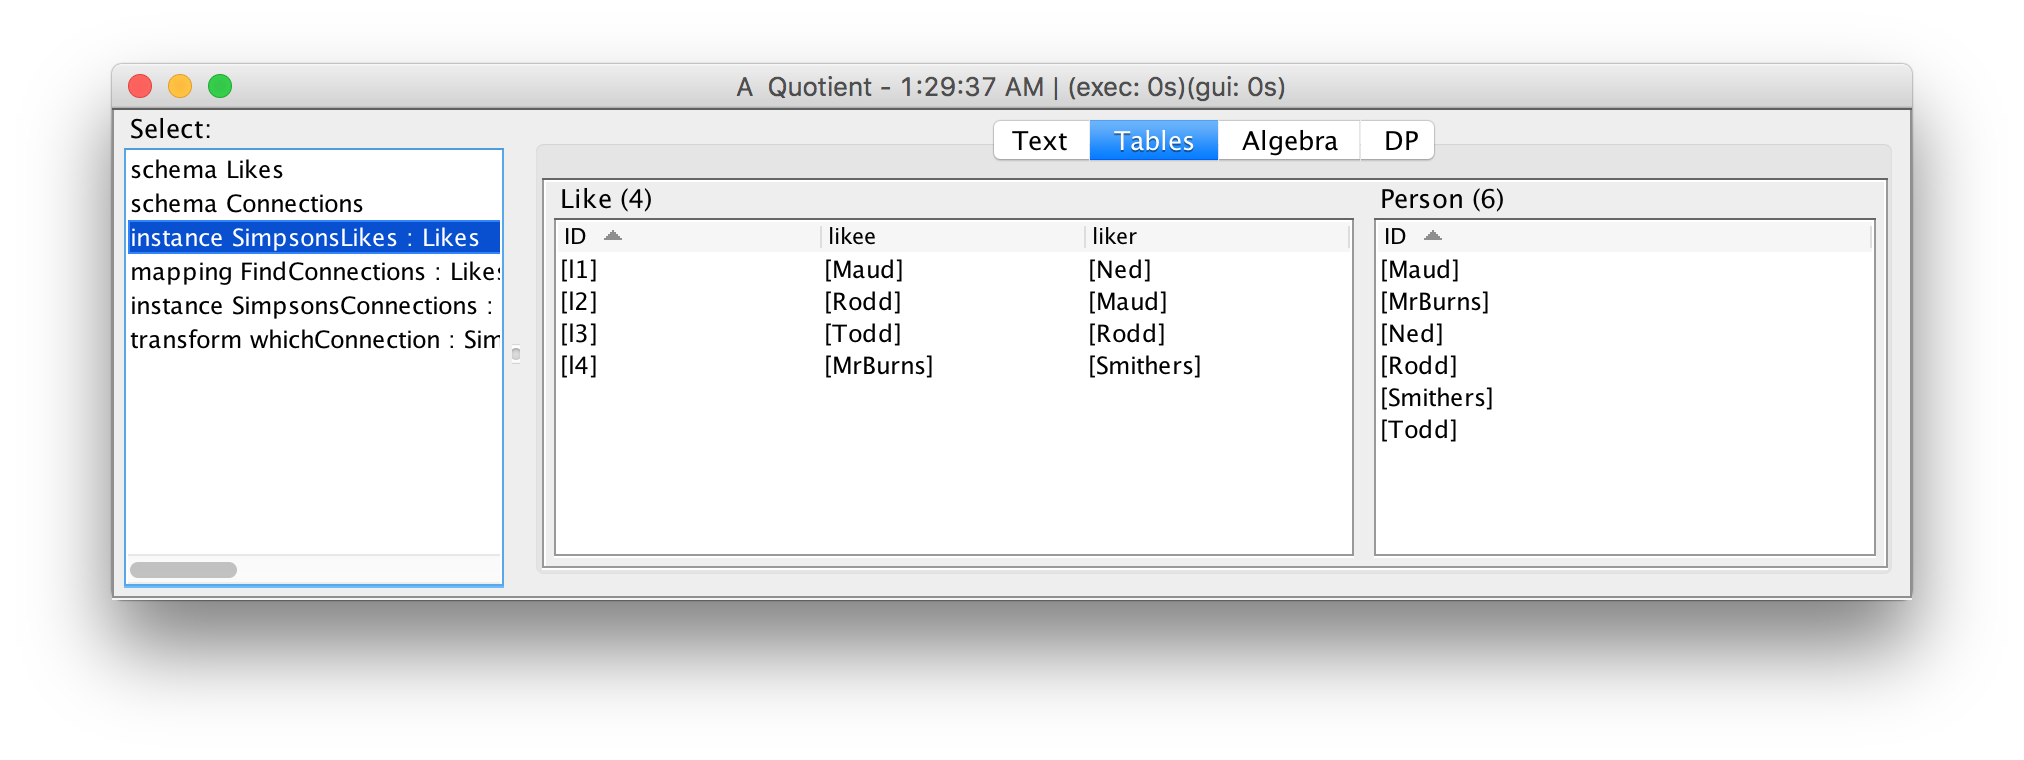 A Quotient - 1:29:37 AM | (exec: 0s)(gui: 0s)
Select:
schema Likes
schema Connections
instance SimpsonsLikes : Likes
mapping FindConnections : Likes
instance SimpsonsConnections :
transform whichConnection : Sim
Text Tables Algebra DP
Like (4)
ID likee liker
[l1] [Maud] [Ned]
[l2] [Rodd] [Maud]
[l3] [Todd] [Rodd]
[l4] [MrBurns] [Smithers]
Person (6)
ID
[Maud]
[MrBurns]
[Ned]
[Rodd]
[Smithers]
[Todd]